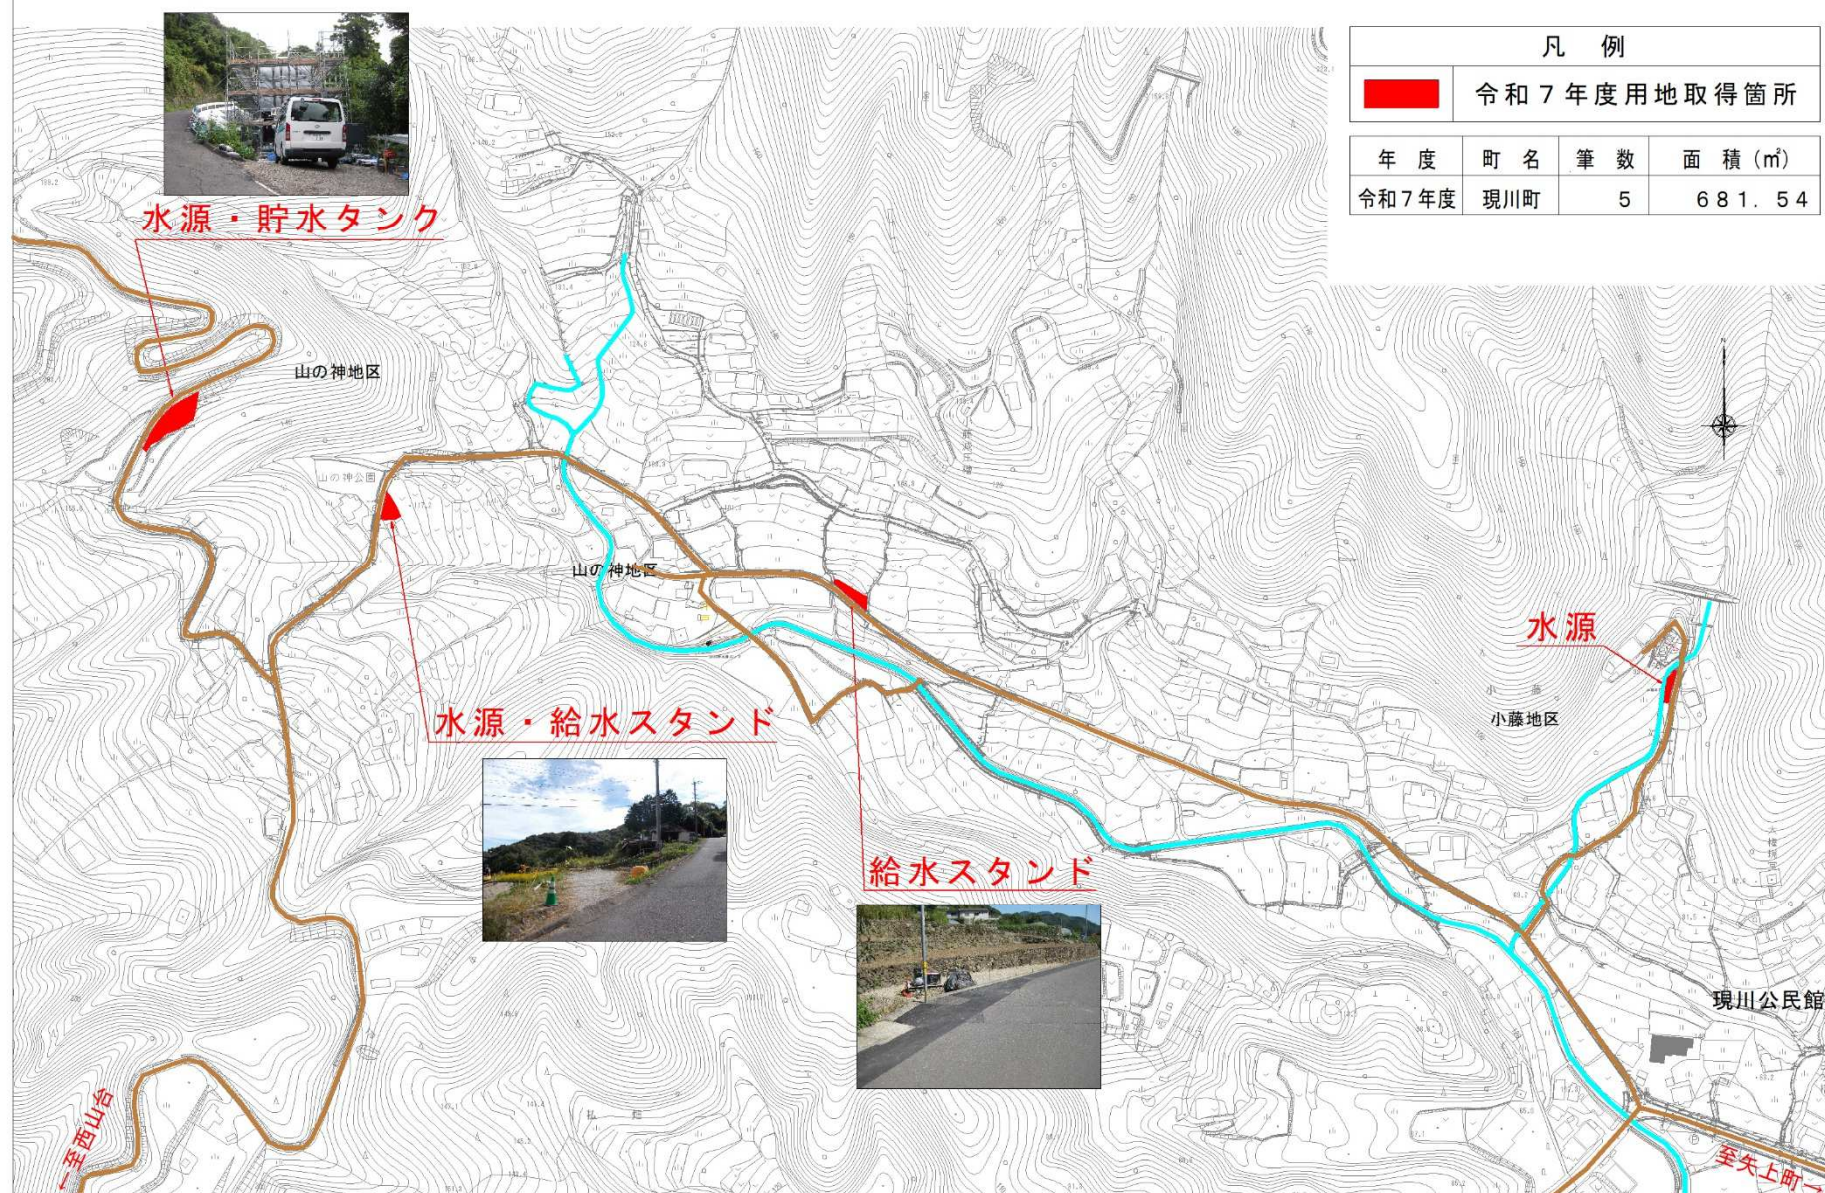 凡 例
令和７年度用地取得箇所
年 度 町 名 筆 数 面 積（㎡）
令和７年度 現川町 ５ ６８１．５４
水源・貯水タンク
山の神地区
山の神公園
山の神地区
水源
小 藤
小藤地区
水源・給水スタンド
給水スタンド
現川公民館
←至西山台
至矢上町→